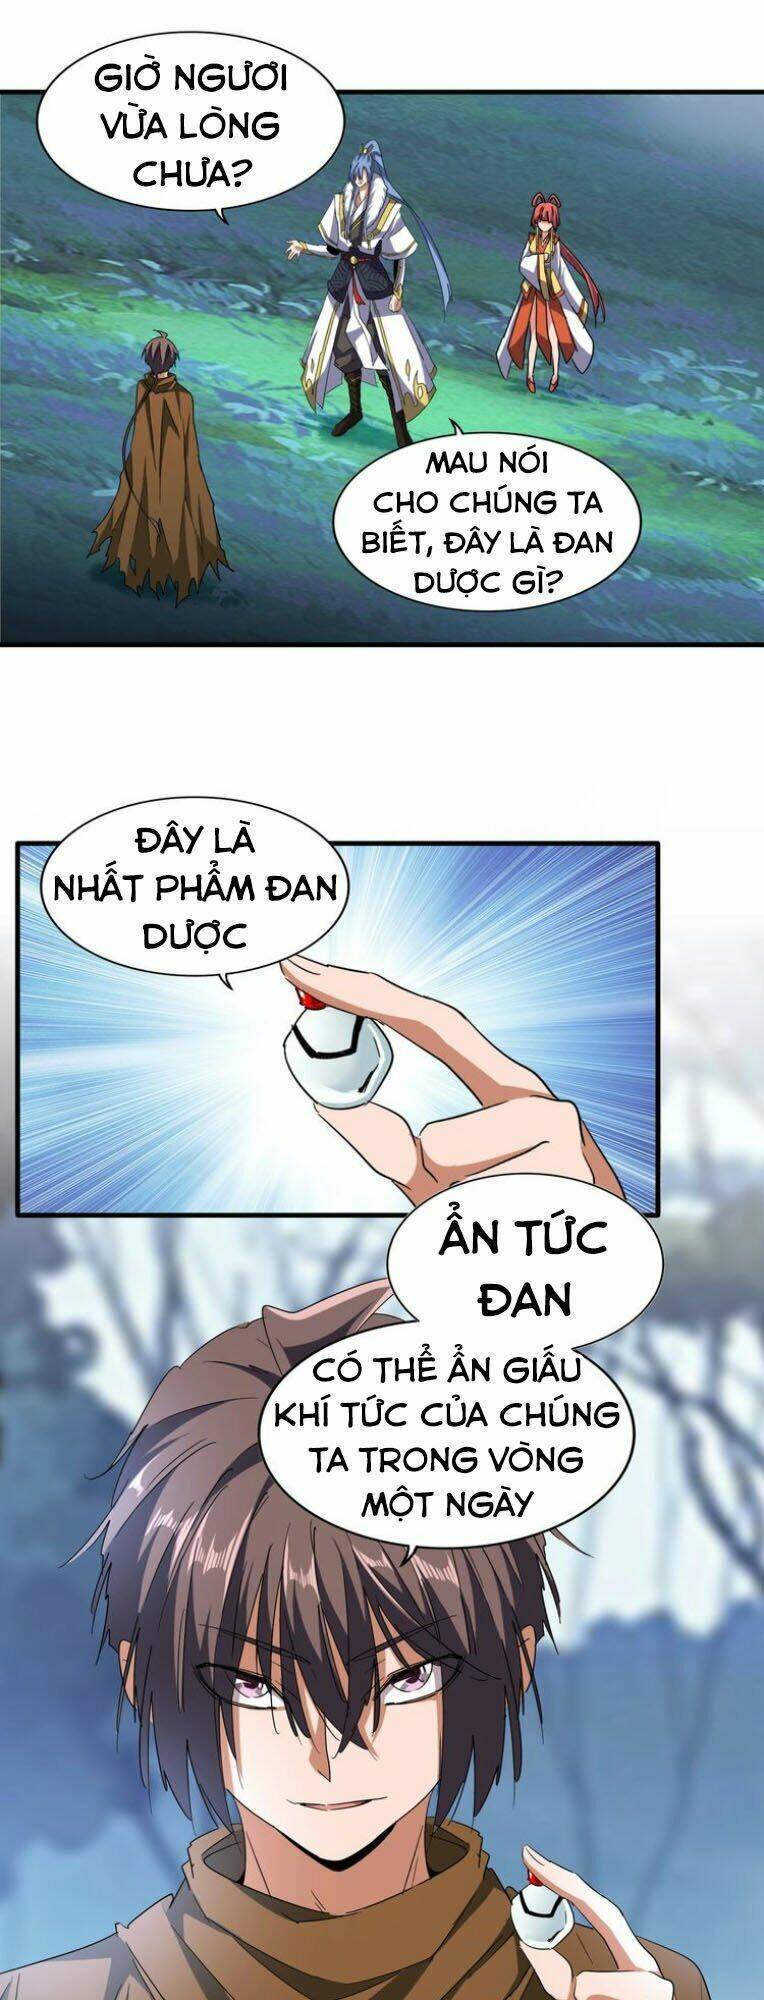 GIỜ NGƯƠI
VỪA LÒNG
CHƯA?
MAU NÓI
CHO CHÚNG TA
BIẾT, ĐÂY LÀ ĐAN
DƯỢC GÌ?
ĐÂY LÀ
NHẤT PHẨM ĐAN
DƯỢC
ẨN TỨC
ĐAN
CÓ THỂ ẨN GIẤU
KHÍ TỨC CỦA CHÚNG
TA TRONG VÒNG
MỘT NGÀY